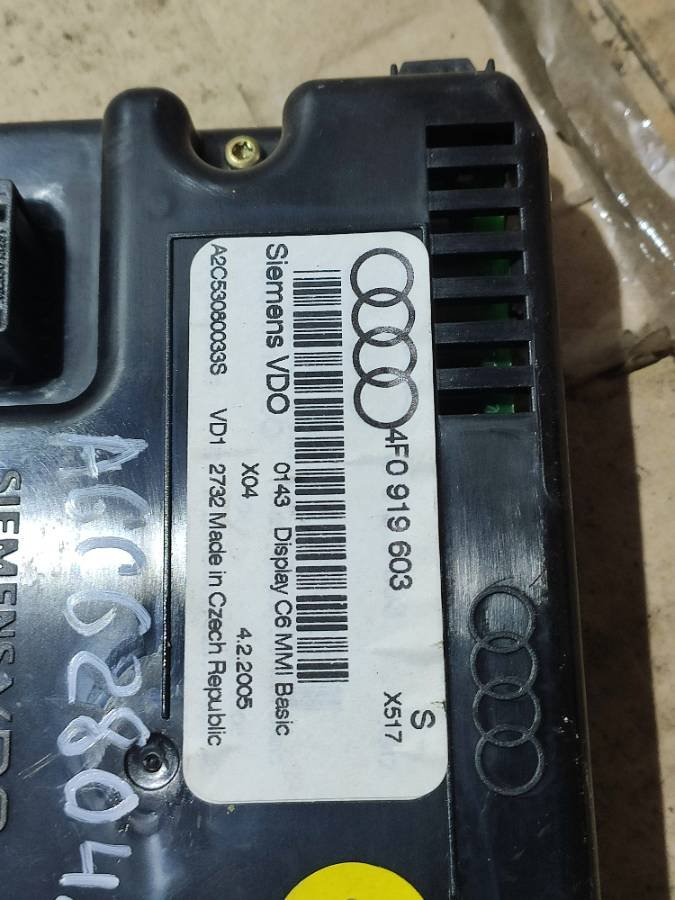 4F0 919 603
S
X517
Siemens VDO
0143 Display C6 MMI Basic
X04
4.2.2005
A2C53080033S
VD1
2732 Made in Czech Republic
AGC62804
SIEMENS VDO